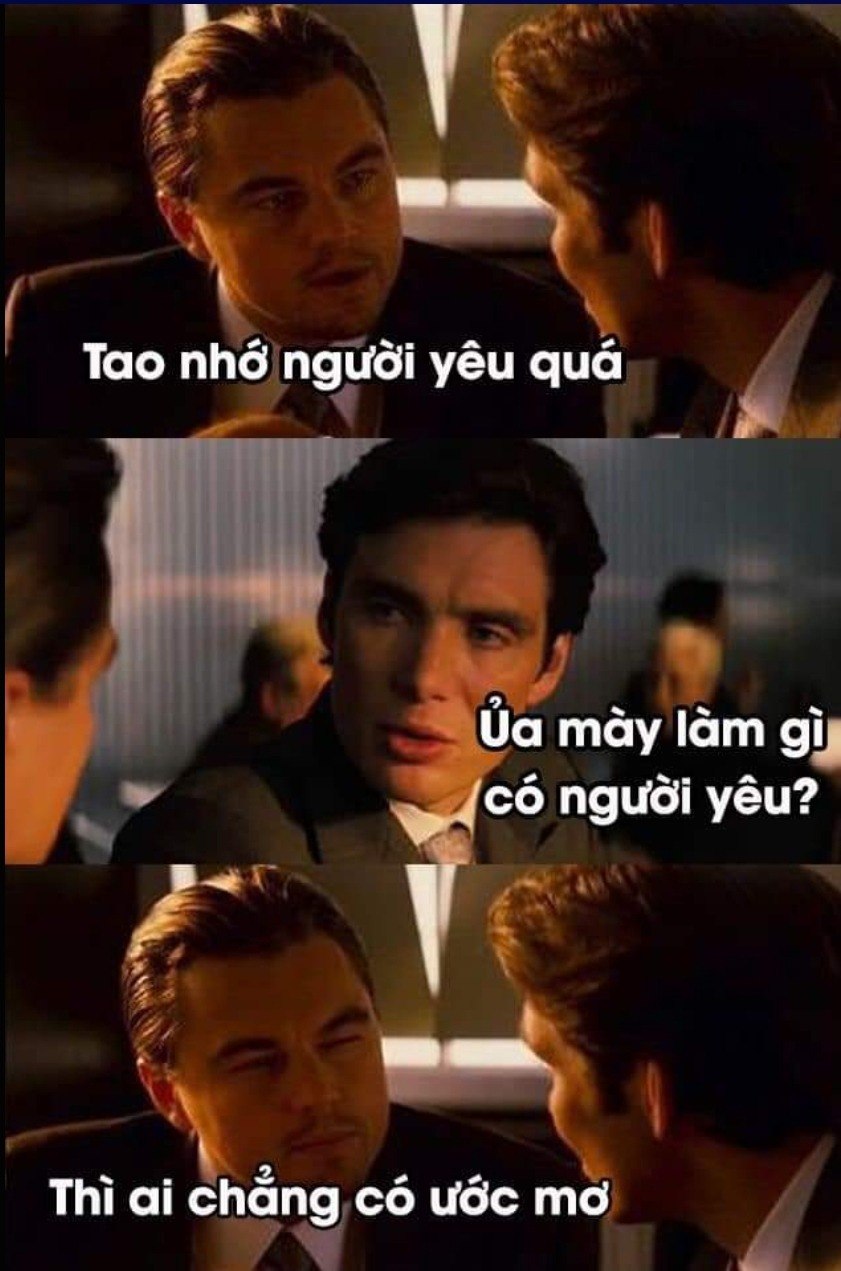 Tao nhớ người yêu quá
Ủa mày làm gì
có người yêu?
Thì ai chẳng có ước mơ